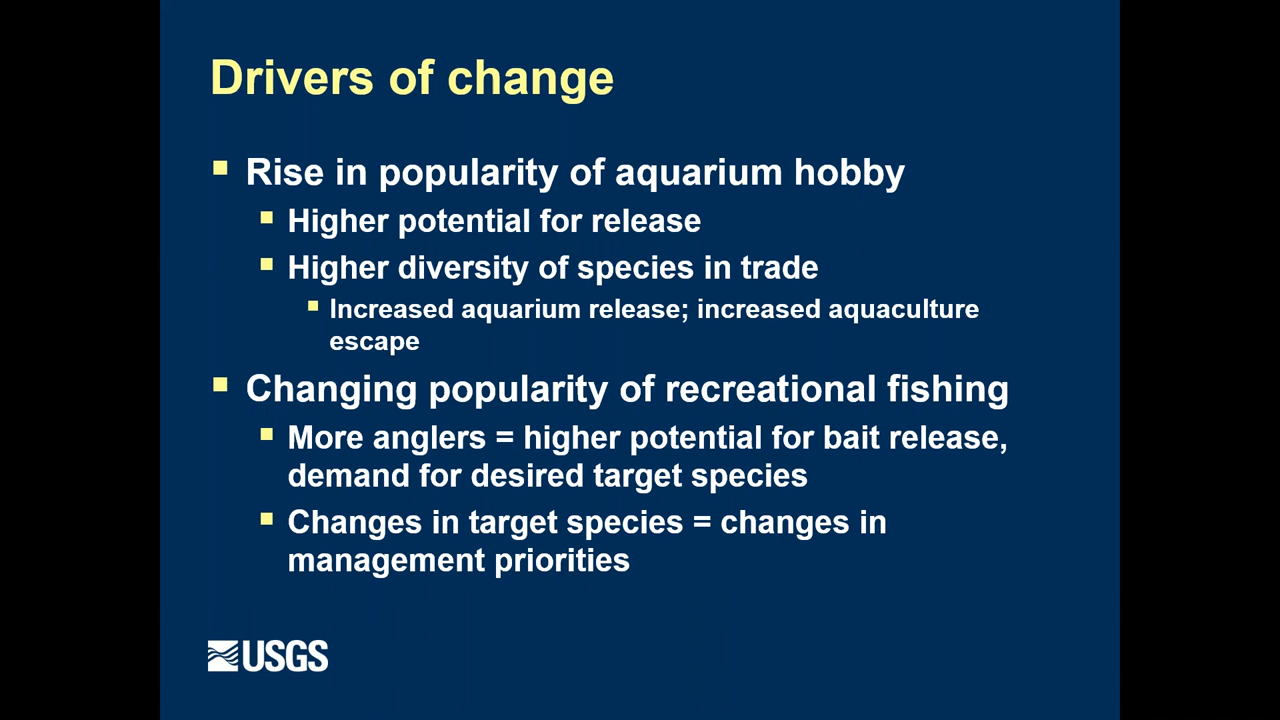 Drivers of change
Rise in popularity of aquarium hobby
Higher potential for release
Higher diversity of species in trade
Increased aquarium release; increased aquaculture
escape
Changing popularity of recreational fishing
More anglers = higher potential for bait release,
demand for desired target species
Changes in target species = changes in
management priorities
USGS